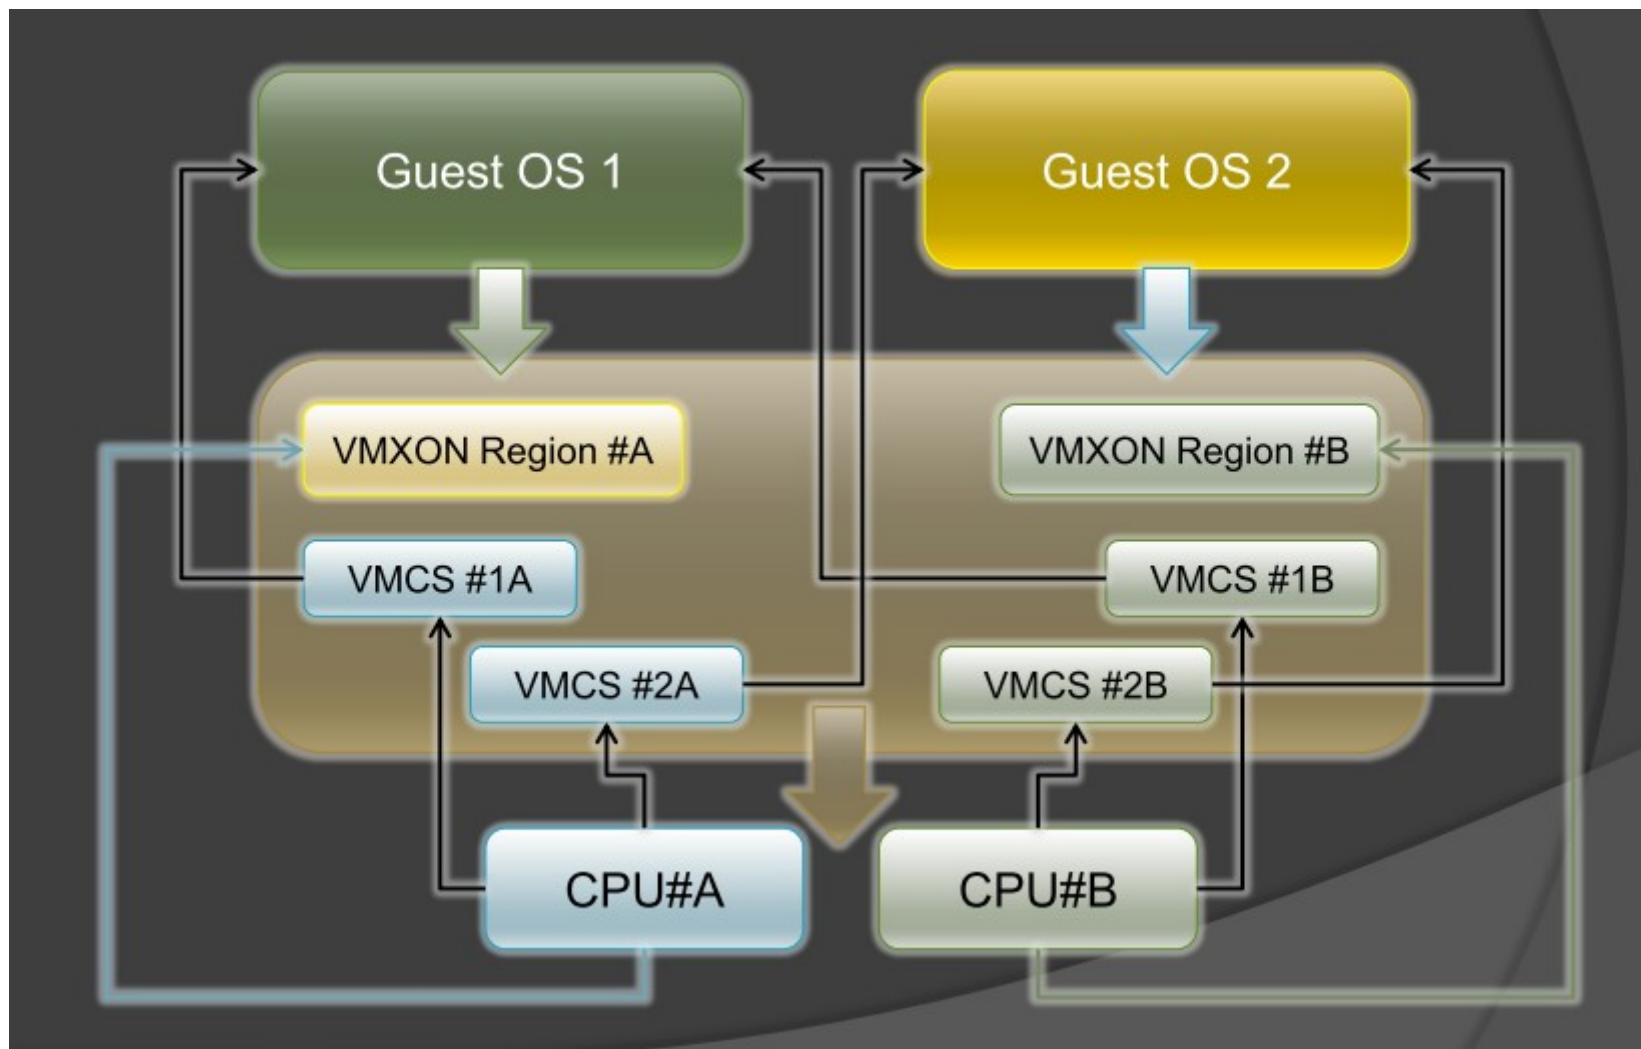 Guest OS 1
Guest OS 2
VMXON Region #A
VMXON Region #B
VMCS #1A
VMCS #1B
VMCS #2A
VMCS #2B
CPU#A
CPU#B